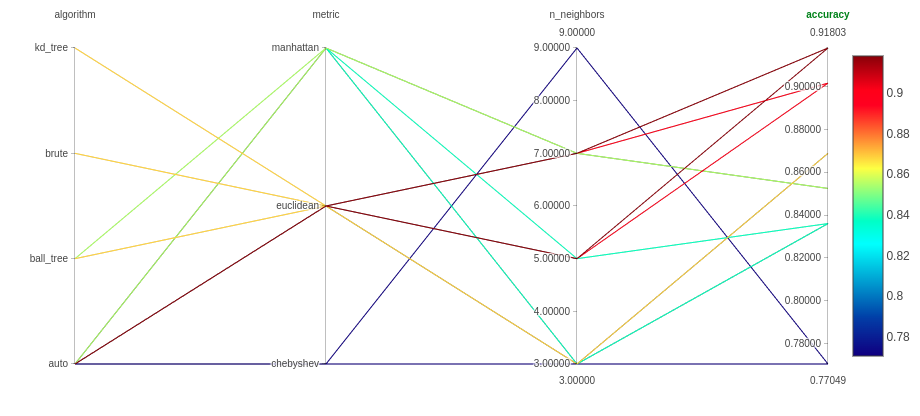 algorithm
metric
n_neighbors
accuracy
9.00000
0.91803
kd_tree
brute
ball_tree
auto
manhattan
euclidean
chebyshev
9.00000
8.00000
7.00000
6.00000
5.00000
4.00000
3.00000
0.90000
0.88000
0.86000
0.84000
0.82000
0.80000
0.78000
3.00000
0.77049
0.9
0.88
0.86
0.84
0.82
0.8
0.78